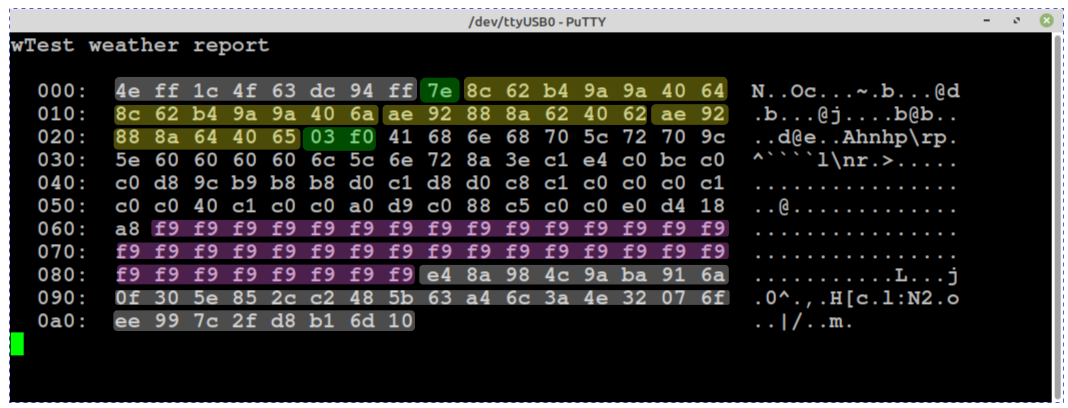 /dev/ttyUSB0 - PuTTY
wTest weather report
000: 4e ff 1c 4f 63 dc 94 ff 7e 8c 62 b4 9a 9a 40 64 N..Oc...~.b...@d
010: 8c 62 b4 9a 9a 40 6a ae 92 88 8a 62 40 62 ae 92 .b...@j....b@b..
020: 88 8a 64 40 65 03 f0 41 68 6e 68 70 5c 72 70 9c ..d@e..Ahnhp\rp.
030: 5e 60 60 60 60 6c 5c 6e 72 8a 3e c1 e4 c0 bc c0 ^````l\nr.>.....
040: c0 d8 9c b9 b8 b8 d0 c1 d8 d0 c8 c1 c0 c0 c0 c1 ................
050: c0 c0 40 c1 c0 c0 a0 d9 c0 88 c5 c0 c0 e0 d4 18 ..@.............
060: a8 f9 f9 f9 f9 f9 f9 f9 f9 f9 f9 f9 f9 f9 f9 f9 ................
070: f9 f9 f9 f9 f9 f9 f9 f9 f9 f9 f9 f9 f9 f9 f9 f9 ................
080: f9 f9 f9 f9 f9 f9 f9 f9 e4 8a 98 4c 9a ba 91 6a ...........L...j
090: 0f 30 5e 85 2c c2 48 5b 63 a4 6c 3a 4e 32 07 6f .0^.,.H[c.l:N2.o
0a0: ee 99 7c 2f d8 b1 6d 10 ..|/..m.